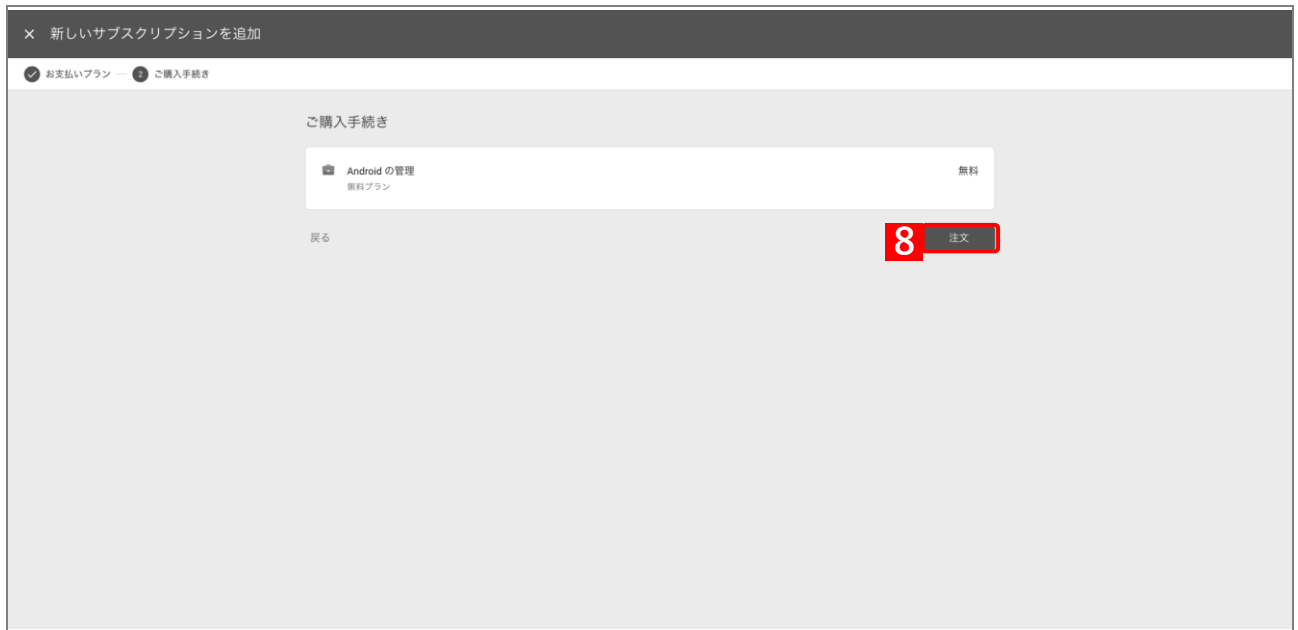 × 新しいサブスクリプションを追加
お支払いプラン — 2 ご購入手続き
ご購入手続き
Android の管理 無料
無料プラン
戻る 8 注文